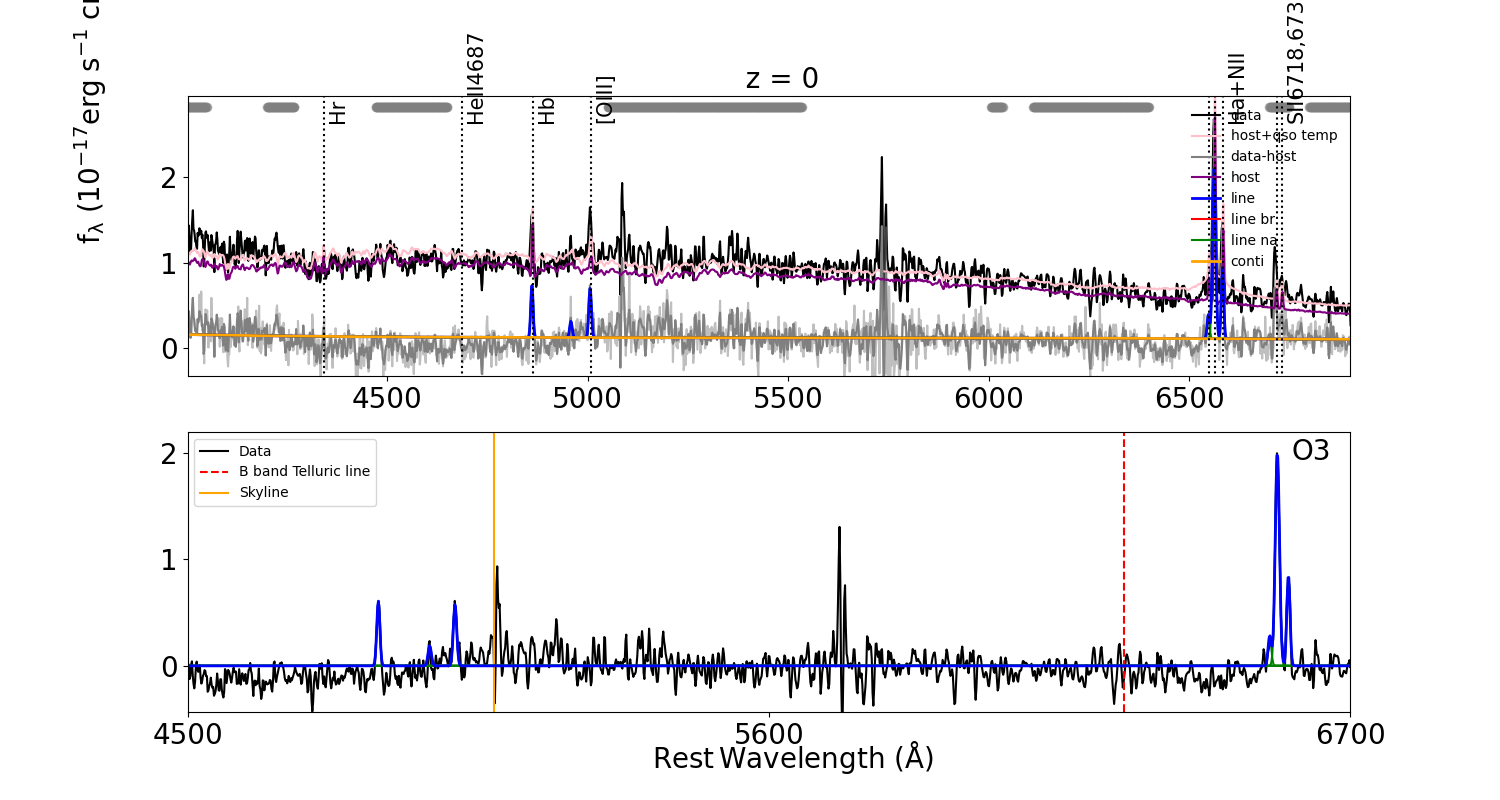 z = 0
f_λ (10^−17 erg s^−1 c
Hr
HeII4687
Hb
[OIII]
Ha+NII
SII6718,673
data
host+qso temp
data-host
host
line
line br
line na
conti
2
1
0
4500 5000 5500 6000 6500
Data
B band Telluric line
Skyline
O3
2
1
0
4500 5600 6700
Rest Wavelength (Å)